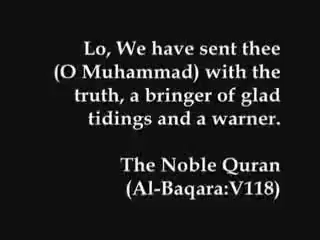 Lo, We have sent thee
(O Muhammad) with the
truth, a bringer of glad
tidings and a warner.
The Noble Quran
(Al-Baqara:V118)